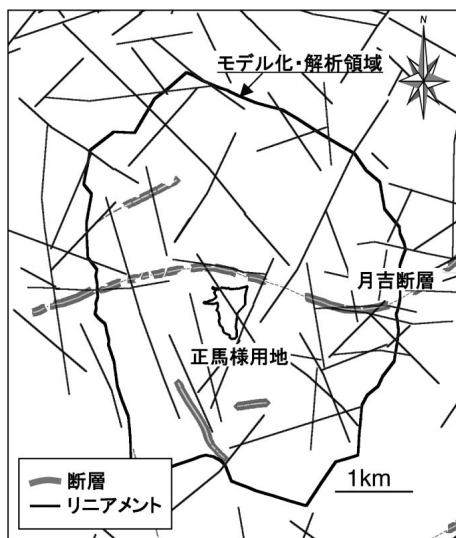 N
モデル化・解析領域
月吉断層
正馬様用地
断層
リニアメント
1km